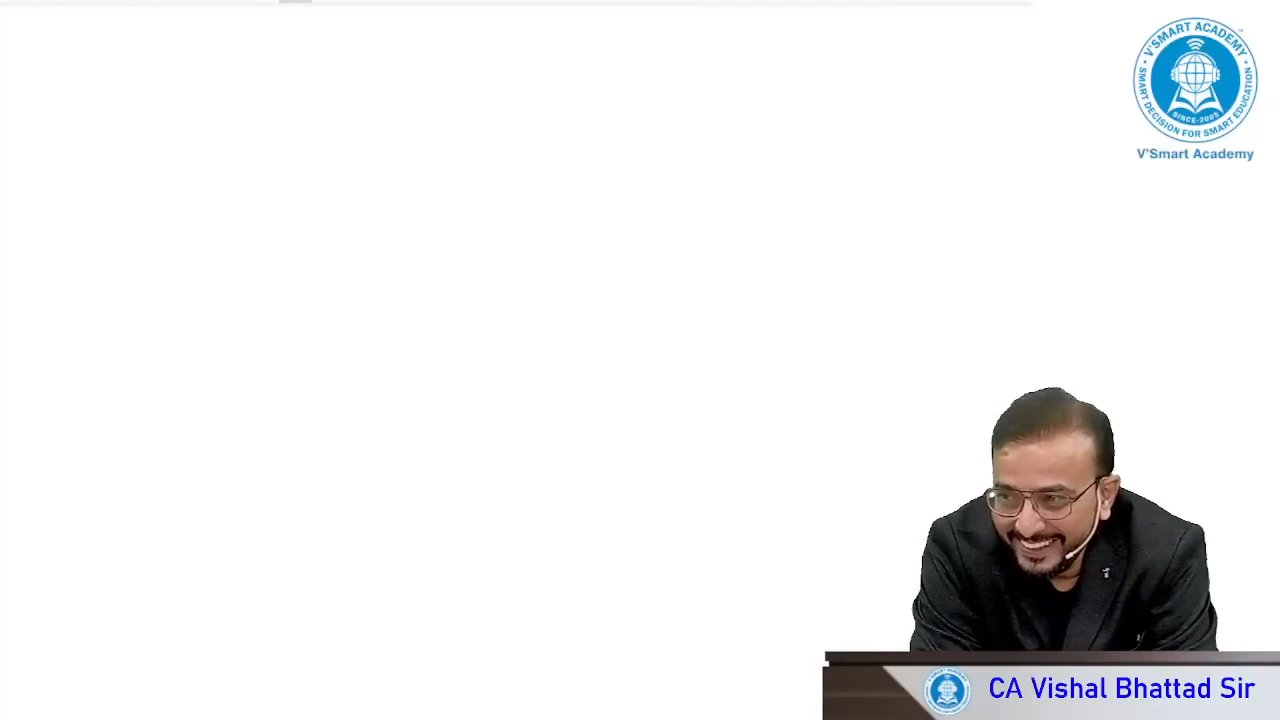 V'SMART ACADEMY
SMART DECISION FOR SMART EDUCATION
SINCE-2005
V'Smart Academy
CA Vishal Bhattad Sir